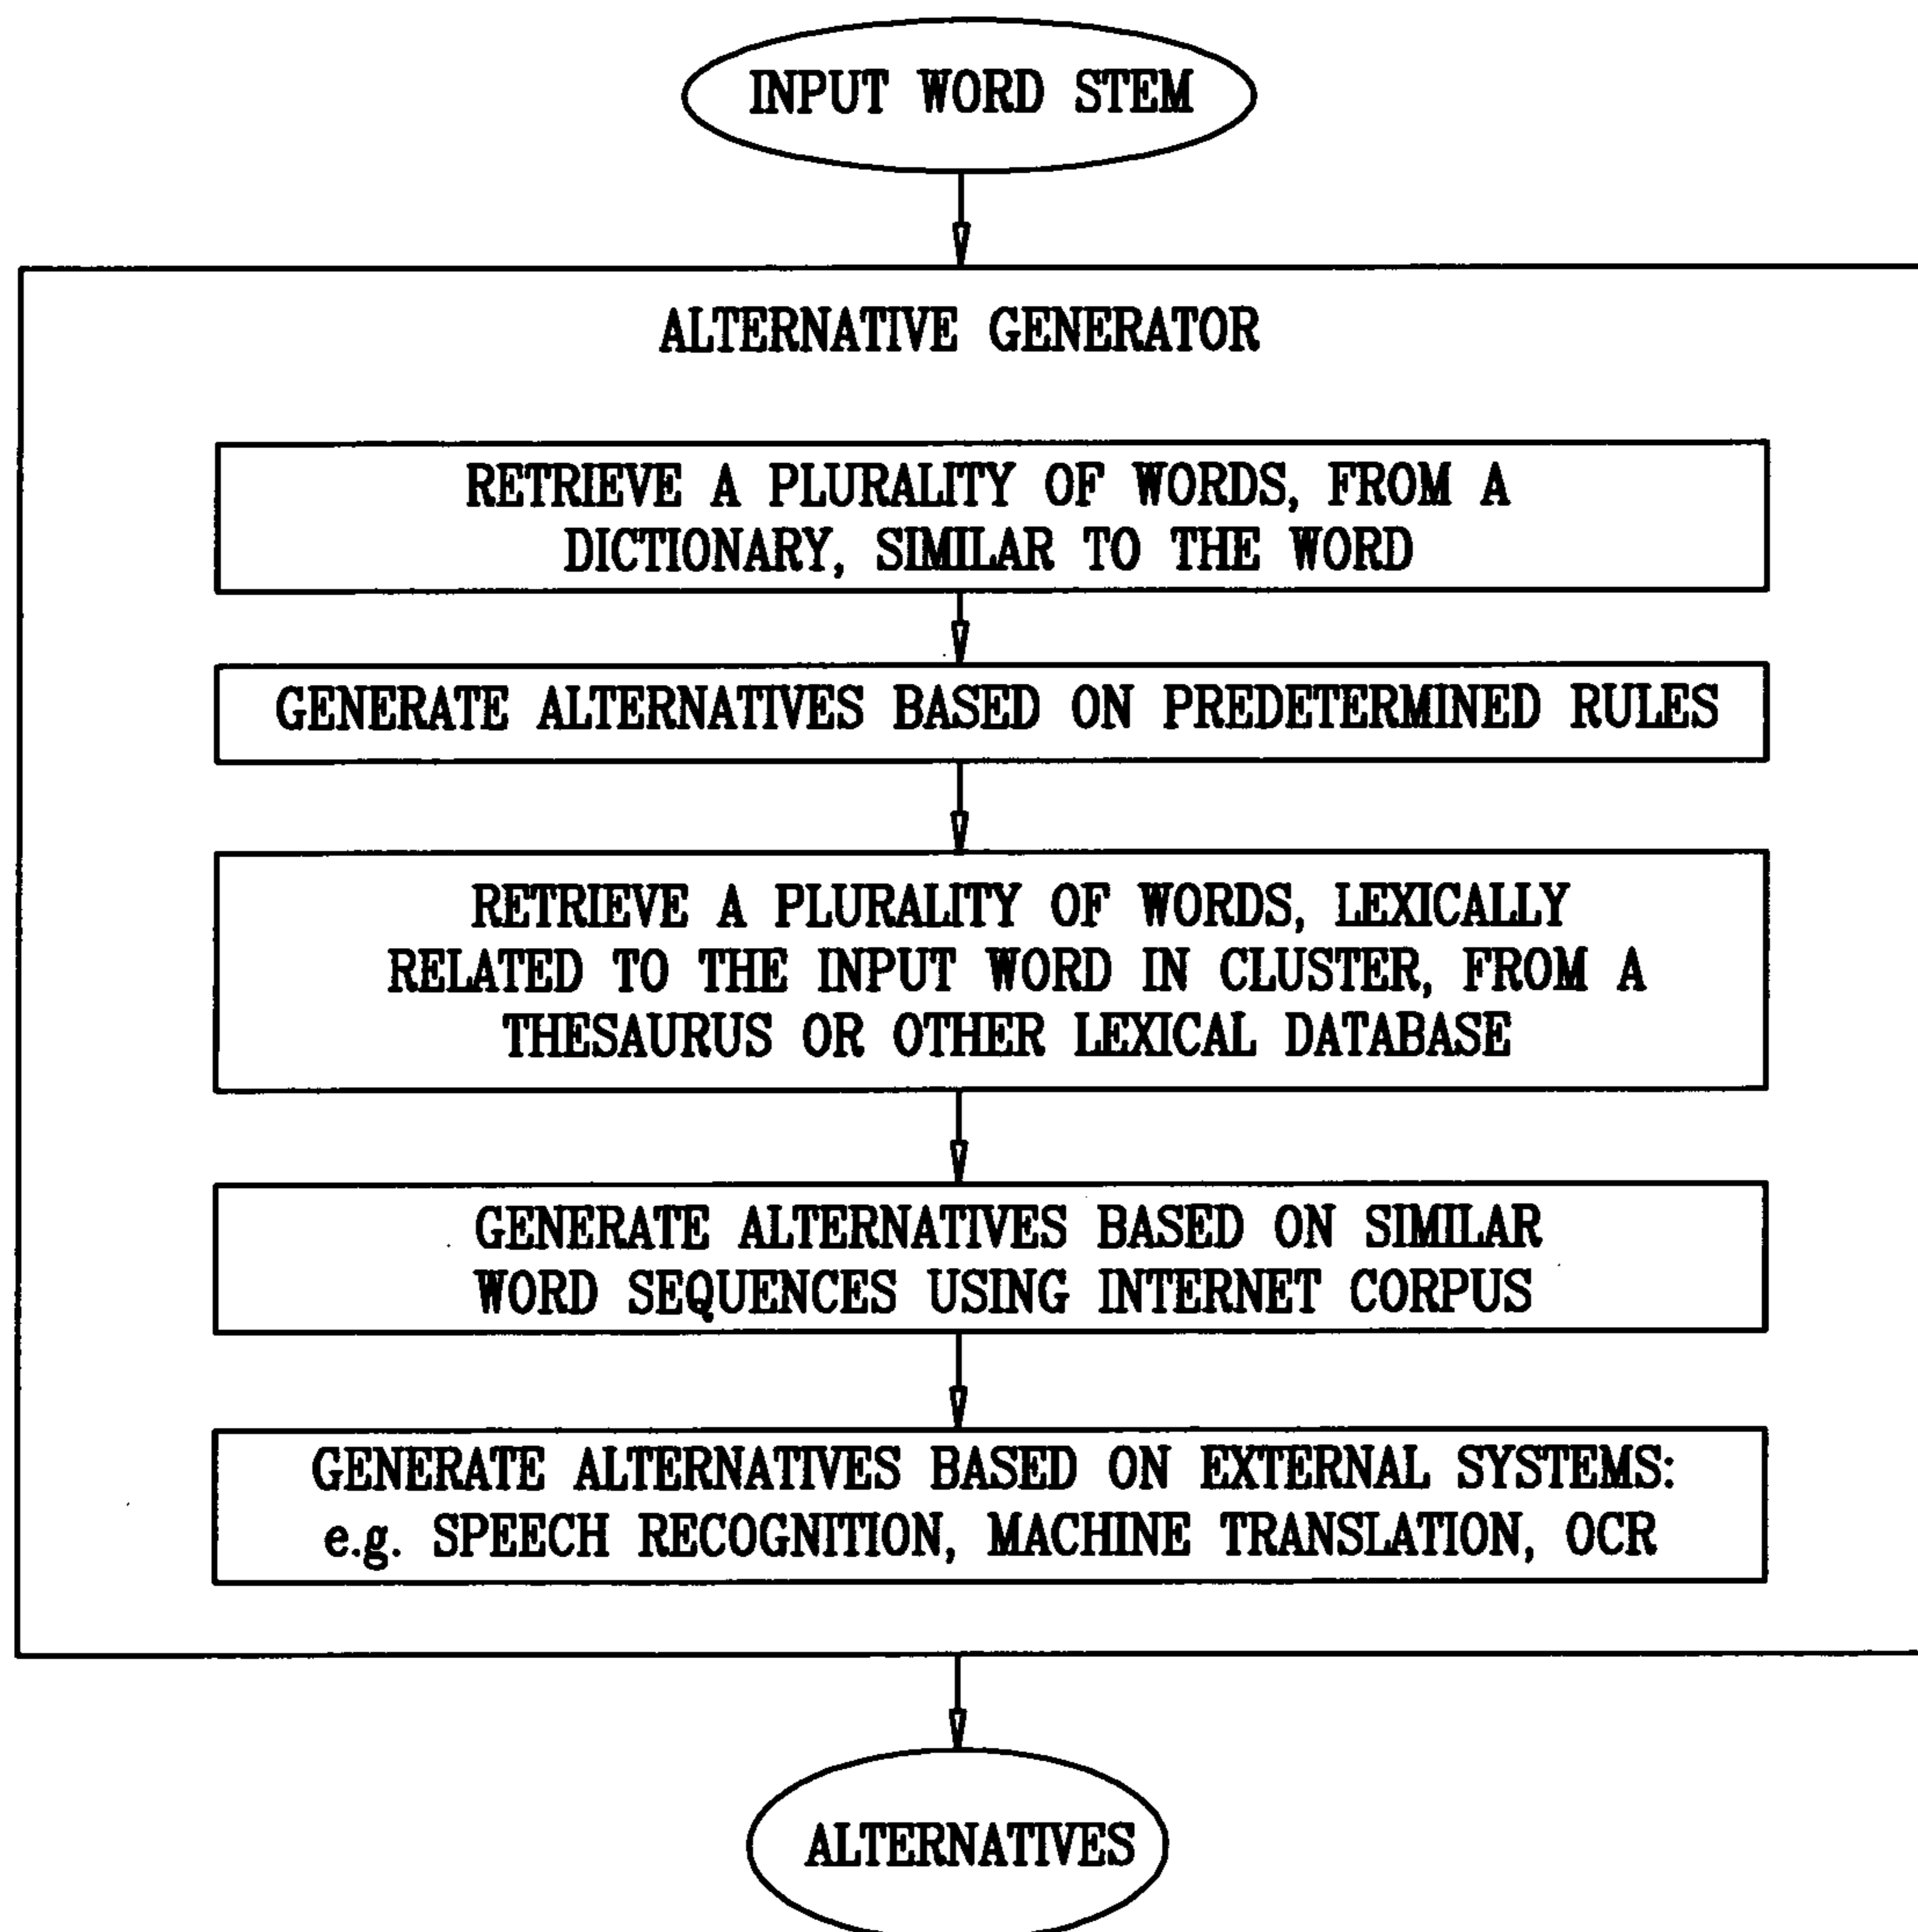 INPUT WORD STEM
ALTERNATIVE GENERATOR
RETRIEVE A PLURALITY OF WORDS, FROM A
DICTIONARY, SIMILAR TO THE WORD
GENERATE ALTERNATIVES BASED ON PREDETERMINED RULES
RETRIEVE A PLURALITY OF WORDS, LEXICALLY
RELATED TO THE INPUT WORD IN CLUSTER, FROM A
THESAURUS OR OTHER LEXICAL DATABASE
GENERATE ALTERNATIVES BASED ON SIMILAR
WORD SEQUENCES USING INTERNET CORPUS
GENERATE ALTERNATIVES BASED ON EXTERNAL SYSTEMS:
e.g. SPEECH RECOGNITION, MACHINE TRANSLATION, OCR
ALTERNATIVES